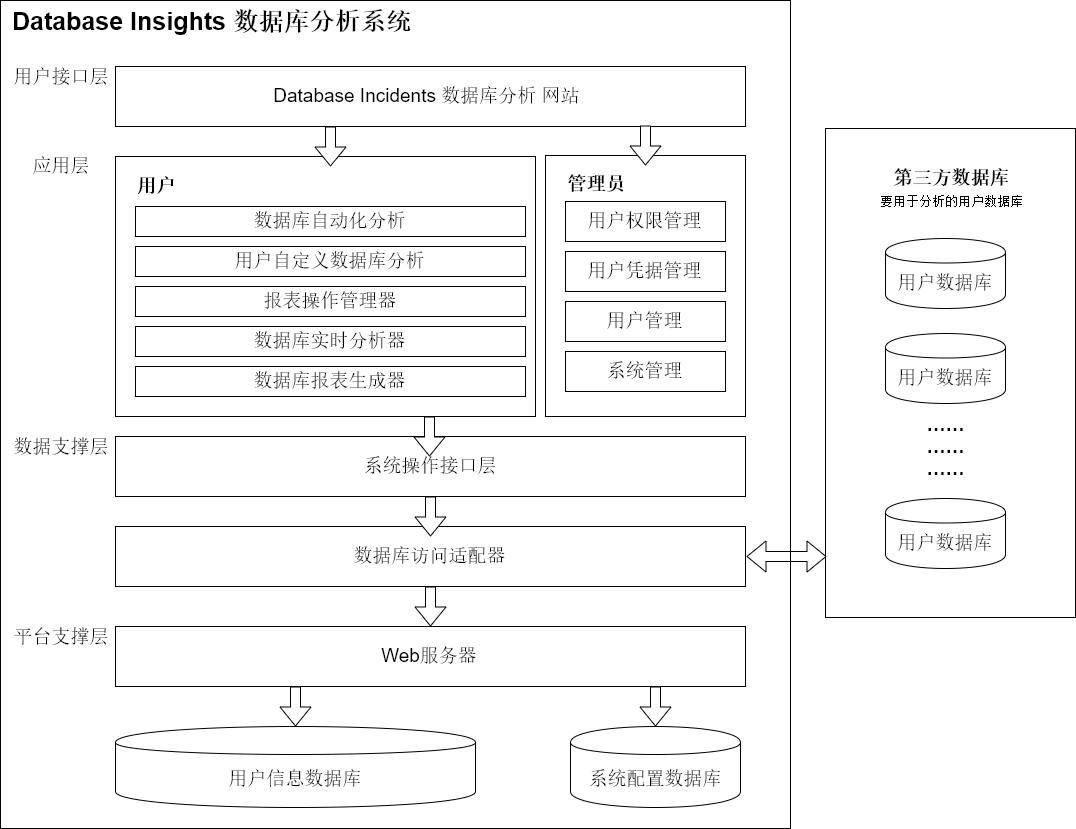 Database Insights 数据库分析系统
用户接口层
Database Incidents 数据库分析 网站
应用层
用户
数据库自动化分析
用户自定义数据库分析
报表操作管理器
数据库实时分析器
数据库报表生成器
管理员
用户权限管理
用户凭据管理
用户管理
系统管理
数据支撑层
系统操作接口层
数据库访问适配器
平台支撑层
Web服务器
用户信息数据库
系统配置数据库
第三方数据库
要用于分析的用户数据库
用户数据库
用户数据库
......
......
......
用户数据库